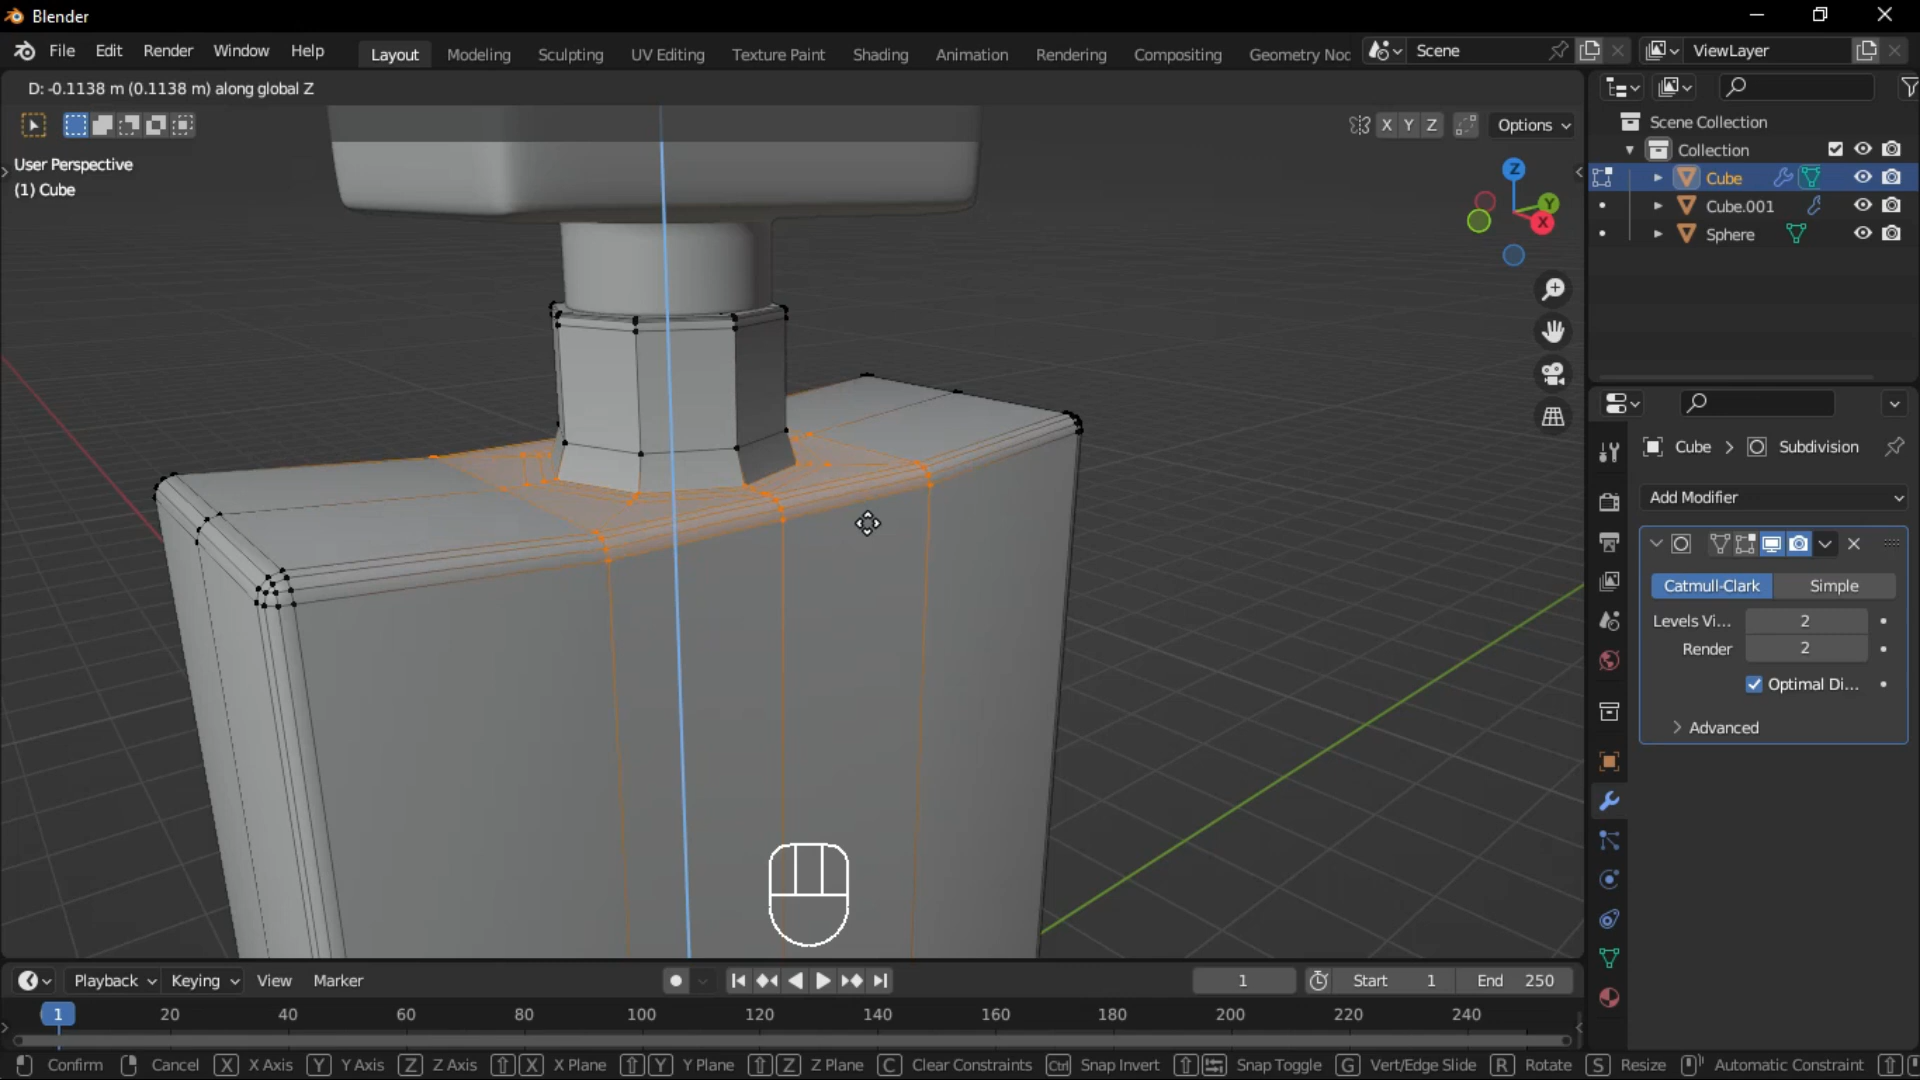 Blender
File Edit Render Window Help Layout Modeling Sculpting UV Editing Texture Paint Shading Animation Rendering Compositing Geometry Noc Scene ViewLayer
D: -0.1138 m (0.1138 m) along global Z
X Y Z Options
User Perspective
(1) Cube
Z
Y
X
Scene Collection
Collection
Cube
Cube.001
Sphere
Cube > Subdivision
Add Modifier
Catmull-Clark Simple
Levels Vi... 2
Render 2
Optimal Di...
Advanced
Playback Keying View Marker 1 Start 1 End 250
1 20 40 60 80 100 120 140 160 180 200 220 240
Confirm Cancel X X Axis Y Y Axis Z Z Axis X X Plane Y Y Plane Z Z Plane C Clear Constraints Ctrl Snap Invert Snap Toggle G Vert/Edge Slide R Rotate S Resize Automatic Constraint